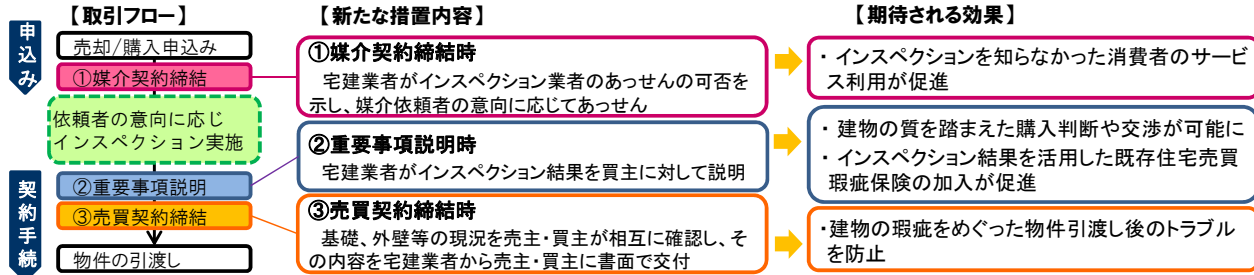 【取引フロー】
申込み
売却/購入申込み
①媒介契約締結
依頼者の意向に応じ
インスペクション実施
契約手続
②重要事項説明
③売買契約締結
物件の引渡し
【新たな措置内容】
①媒介契約締結時
宅建業者がインスペクション業者のあっせんの可否を
示し、媒介依頼者の意向に応じてあっせん
②重要事項説明時
宅建業者がインスペクション結果を買主に対して説明
③売買契約締結時
基礎、外壁等の現況を売主・買主が相互に確認し、そ
の内容を宅建業者から売主・買主に書面で交付
【期待される効果】
・インスペクションを知らなかった消費者のサービ
ス利用が促進
・建物の質を踏まえた購入判断や交渉が可能に
・インスペクション結果を活用した既存住宅売買
瑕疵保険の加入が促進
・建物の瑕疵をめぐった物件引渡し後のトラブル
を防止